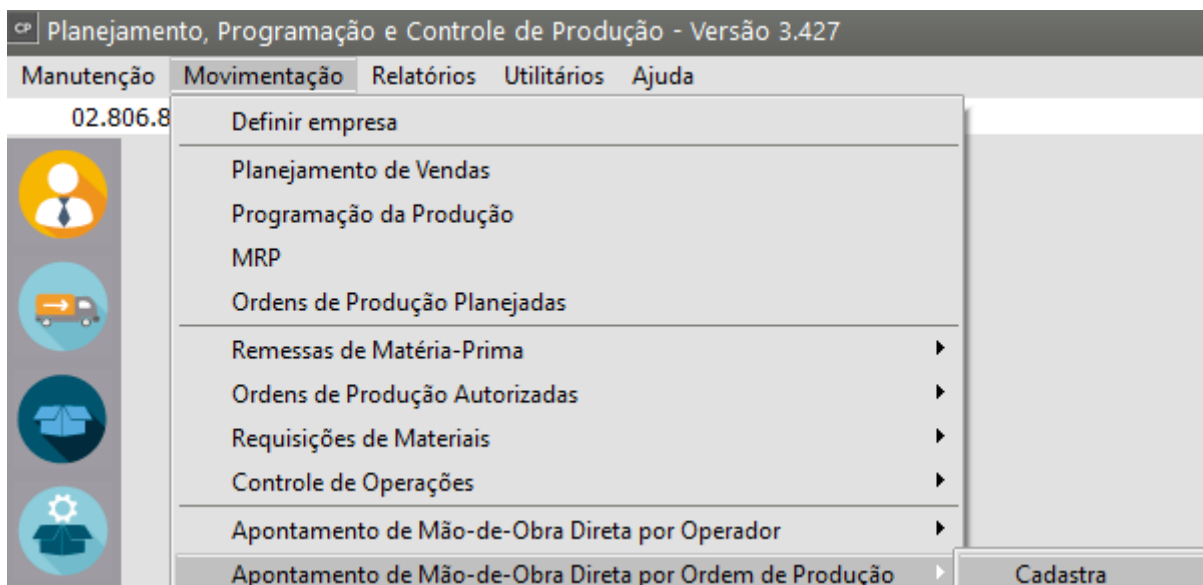 CP Planejamento, Programação e Controle de Produção - Versão 3.427
Manutenção Movimentação Relatórios Utilitários Ajuda
02.806.8
Definir empresa
Planejamento de Vendas
Programação da Produção
MRP
Ordens de Produção Planejadas
Remessas de Matéria-Prima
Ordens de Produção Autorizadas
Requisições de Materiais
Controle de Operações
Apontamento de Mão-de-Obra Direta por Operador
Apontamento de Mão-de-Obra Direta por Ordem de Produção Cadastra